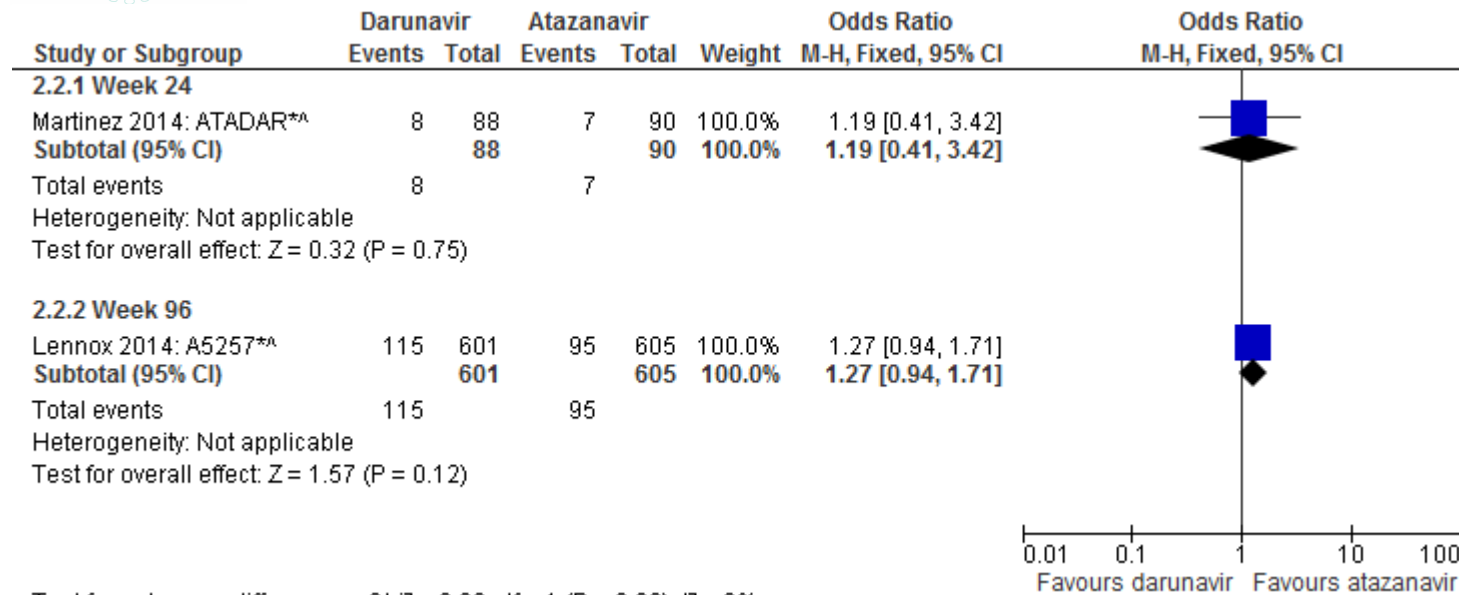 Darunavir Atazanavir Odds Ratio Odds Ratio
Study or Subgroup Events Total Events Total Weight M-H, Fixed, 95% CI M-H, Fixed, 95% CI
2.2.1 Week 24
Martinez 2014: ATADAR*^ 8 88 7 90 100.0% 1.19 [0.41, 3.42]
Subtotal (95% CI) 88 90 100.0% 1.19 [0.41, 3.42]
Total events 8 7
Heterogeneity: Not applicable
Test for overall effect: Z = 0.32 (P = 0.75)
2.2.2 Week 96
Lennox 2014: A5257*^ 115 601 95 605 100.0% 1.27 [0.94, 1.71]
Subtotal (95% CI) 601 605 100.0% 1.27 [0.94, 1.71]
Total events 115 95
Heterogeneity: Not applicable
Test for overall effect: Z = 1.57 (P = 0.12)
0.01 0.1 1 10 100
Favours darunavir Favours atazanavir